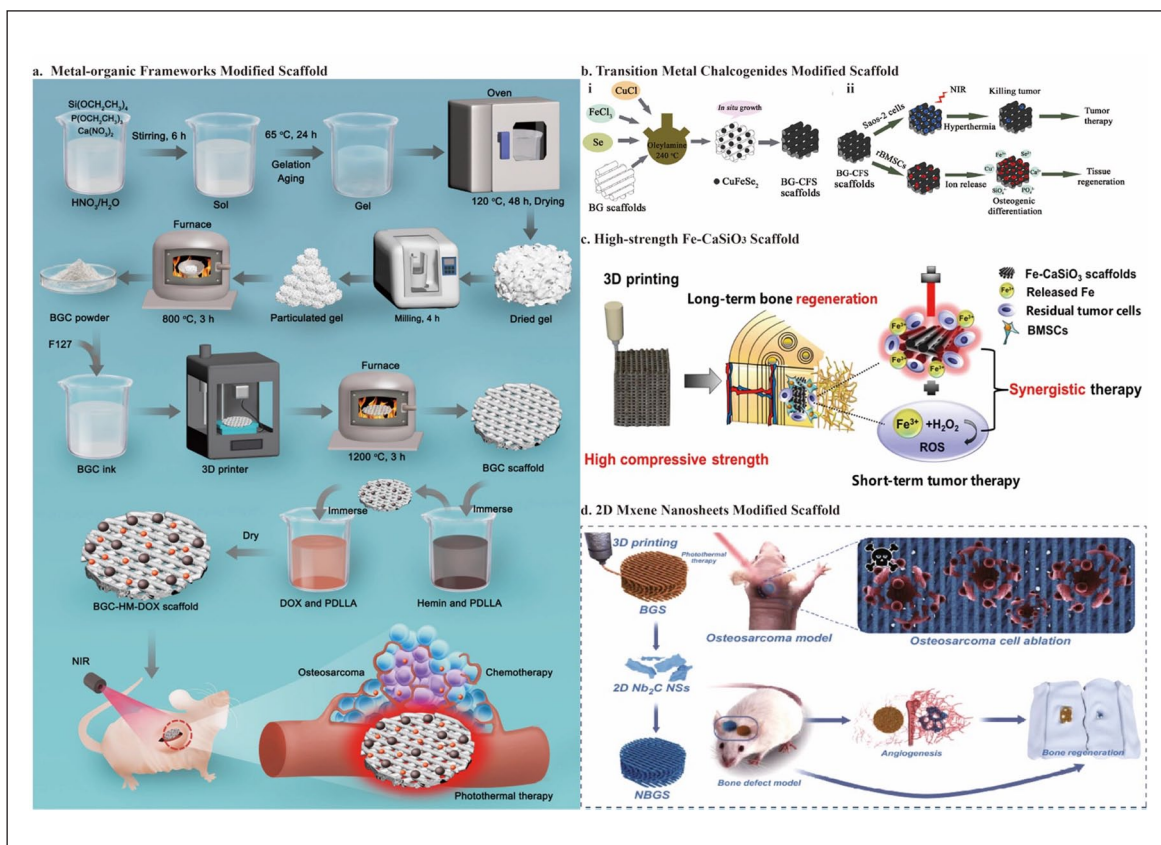 a. Metal-organic Frameworks Modified Scaffold
Si(OCH₂CH₃)₄
P(OCH₂CH₃)₃
Ca(NO₃)₂
Stirring, 6 h
65 °C, 24 h
Gelation
Aging
Oven
HNO₃/H₂O
Sol
Gel
120 °C, 48 h, Drying
Furnace
BGC powder
800 °C, 3 h
Particulated gel
Milling, 4 h
Dried gel
F127
Furnace
BGC ink
3D printer
1200 °C, 3 h
BGC scaffold
Immerse
Immerse
Dry
BGC-HM-DOX scaffold
DOX and PDLLA
Hemin and PDLLA
NIR
Osteosarcoma
Chemotherapy
Photothermal therapy
b. Transition Metal Chalcogenides Modified Scaffold
i
CuCl
FeCl₃
Se
BG scaffolds
Oleylamine
240 °C
In situ growth
CuFeSe₂
BG-CFS
scaffolds
ii
BG-CFS
scaffolds
Saos-2 cells
NIR
Hyperthermia
Killing tumor
Tumor
therapy
rBMSCs
Ion release
Osteogenic
differentiation
Tissue
regeneration
c. High-strength Fe-CaSiO₃ Scaffold
3D printing
High compressive strength
Long-term bone regeneration
Fe³⁺
Fe³⁺
Fe³⁺
Fe³⁺
Fe³⁺
Fe-CaSiO₃ scaffolds
Released Fe
Residual tumor cells
BMSCs
Synergistic therapy
Fe³⁺ +H₂O₂
ROS
Short-term tumor therapy
d. 2D Mxene Nanosheets Modified Scaffold
3D printing
BGS
2D Nb₂C NSs
NBGS
Photothermal
therapy
Osteosarcoma model
Osteosarcoma cell ablation
Bone defect model
Angiogenesis
Bone regeneration